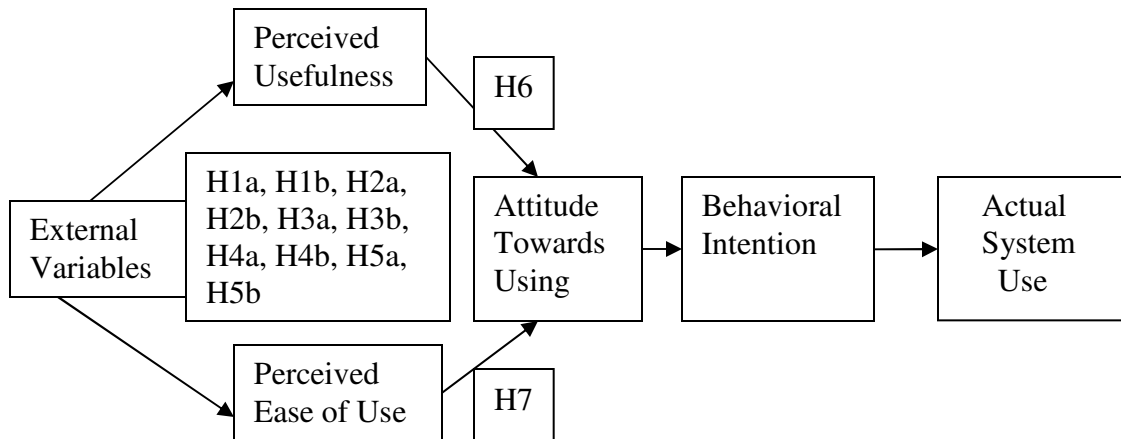 Perceived
Usefulness
H6
H1a, H1b, H2a,
H2b, H3a, H3b,
H4a, H4b, H5a,
H5b
External
Variables
Attitude
Towards
Using
Behavioral
Intention
Actual
System
Use
Perceived
Ease of Use
H7